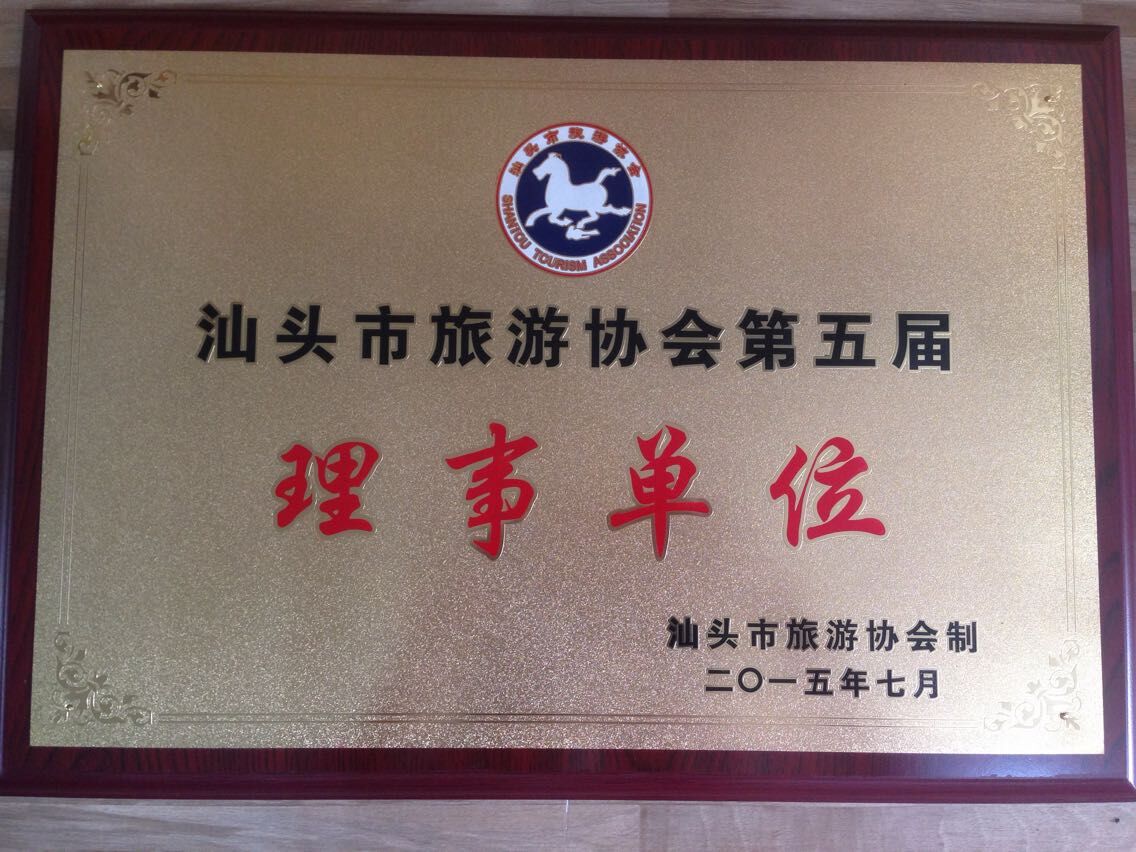 汕头市旅游协会
SHANTOU TOURISM ASSOCIATION
汕头市旅游协会第五届
理事单位
汕头市旅游协会制
二〇一五年七月